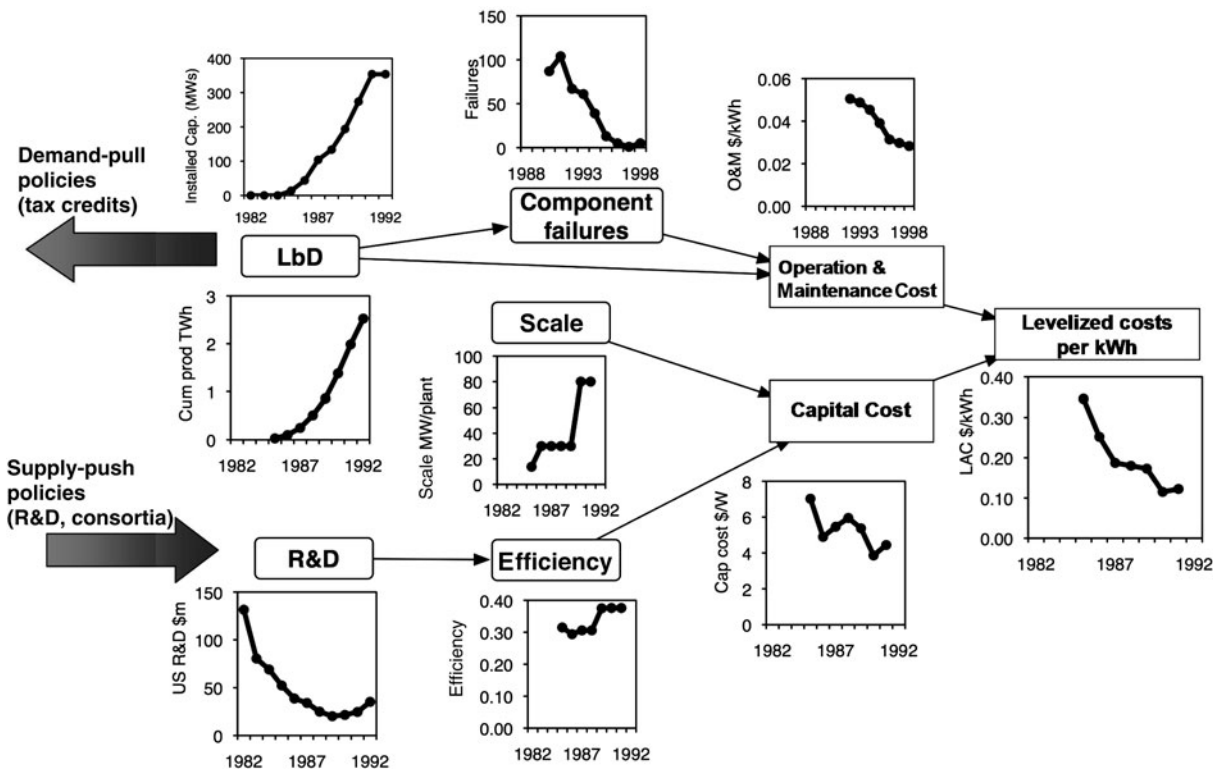 Demand-pull
policies
(tax credits)
Installed Cap. (MWs)
400
300
200
100
0
1982 1987 1992
LbD
Cum prod TWh
3
2
1
0
1982 1987 1992
Supply-push
policies
(R&D, consortia)
R&D
US R&D $m
150
100
50
0
1982 1987 1992
Failures
150
100
50
0
1988 1993 1998
Component
failures
Scale
Scale MW/plant
100
80
60
40
20
0
1982 1987 1992
Efficiency
Efficiency
0.40
0.30
0.20
0.10
0.00
1982 1987 1992
O&M $/kWh
0.06
0.04
0.02
0.00
1988 1993 1998
Operation &
Maintenance Cost
Capital Cost
Cap cost $/W
8
6
4
2
0
1982 1987 1992
Levelized costs
per kWh
LAC $/kWh
0.40
0.30
0.20
0.10
0.00
1982 1987 1992